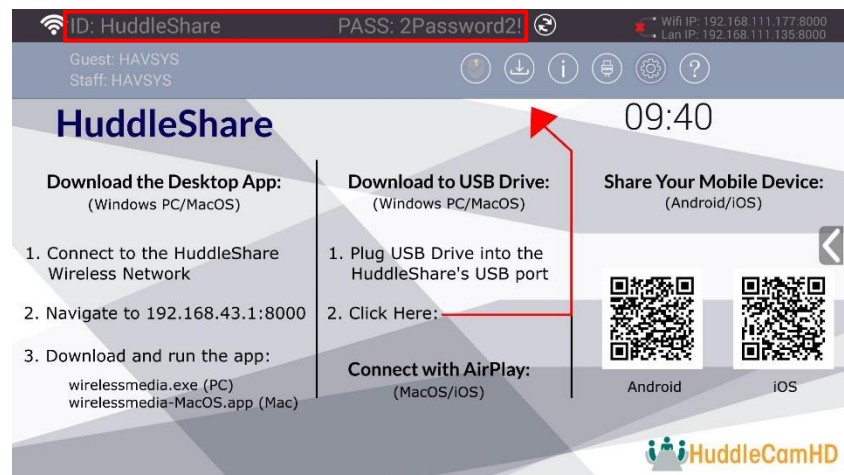 ID: HuddleShare PASS: 2Password2!
Wifi IP: 192.168.111.177:8000
Lan IP: 192.168.111.135:8000
Guest: HAVSYS
Staff: HAVSYS
HuddleShare
09:40
Download the Desktop App:
(Windows PC/MacOS)
1. Connect to the HuddleShare
Wireless Network
2. Navigate to 192.168.43.1:8000
3. Download and run the app:
wirelessmedia.exe (PC)
wirelessmedia-MacOS.app (Mac)
Download to USB Drive:
(Windows PC/MacOS)
1. Plug USB Drive into the
HuddleShare's USB port
2. Click Here:
Connect with AirPlay:
(MacOS/iOS)
Share Your Mobile Device:
(Android/iOS)
Android
iOS
HuddleCamHD